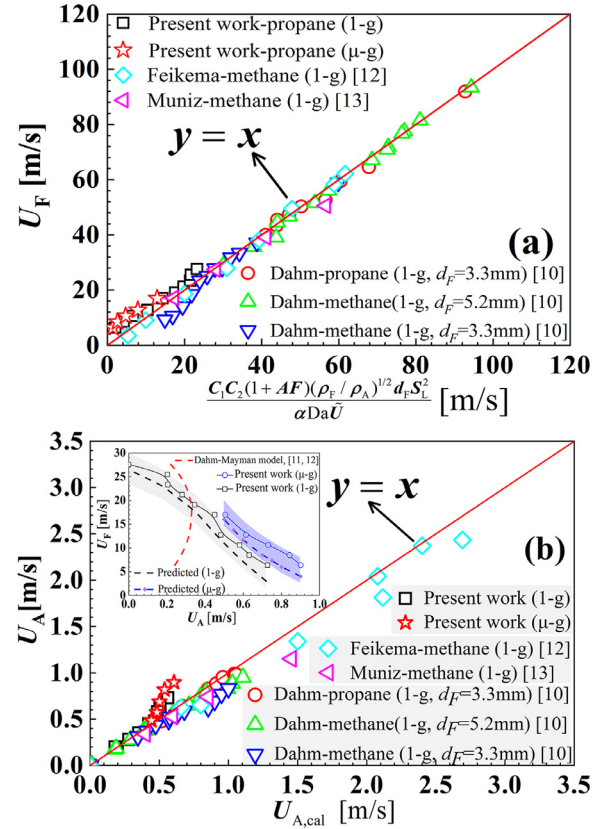 120
100
80
60
40
20
0
U_F [m/s]
Present work-propane (1-g)
Present work-propane (μ-g)
Feikema-methane (1-g) [12]
Muniz-methane (1-g) [13]
y = x
(a)
Dahm-propane (1-g, d_F=3.3mm) [10]
Dahm-methane(1-g, d_F=5.2mm) [10]
Dahm-methane (1-g, d_F=3.3mm) [10]
0 20 40 60 80 100 120
C₁C₂(1+AF)(ρ_F / ρ_A)^{1/2} d_F S_L^2
αDaŨ
[m/s]
3.5
3.0
2.5
2.0
1.5
1.0
0.5
0.0
U_A[m/s]
30
25
20
15
10
5
0
U_F [m/s]
Dahm-Mayman model, [11, 12]
Present work (μ-g)
Present work (1-g)
Predicted (1-g)
Predicted (μ-g)
0.0 0.2 0.4 0.6 0.8 1.0
U_A [m/s]
y = x
(b)
Present work (1-g)
Present work (μ-g)
Feikema-methane (1-g) [12]
Muniz-methane (1-g) [13]
Dahm-propane (1-g, d_F=3.3mm) [10]
Dahm-methane(1-g, d_F=5.2mm) [10]
Dahm-methane (1-g, d_F=3.3mm) [10]
0.0 0.5 1.0 1.5 2.0 2.5 3.0 3.5
U_{A,cal} [m/s]